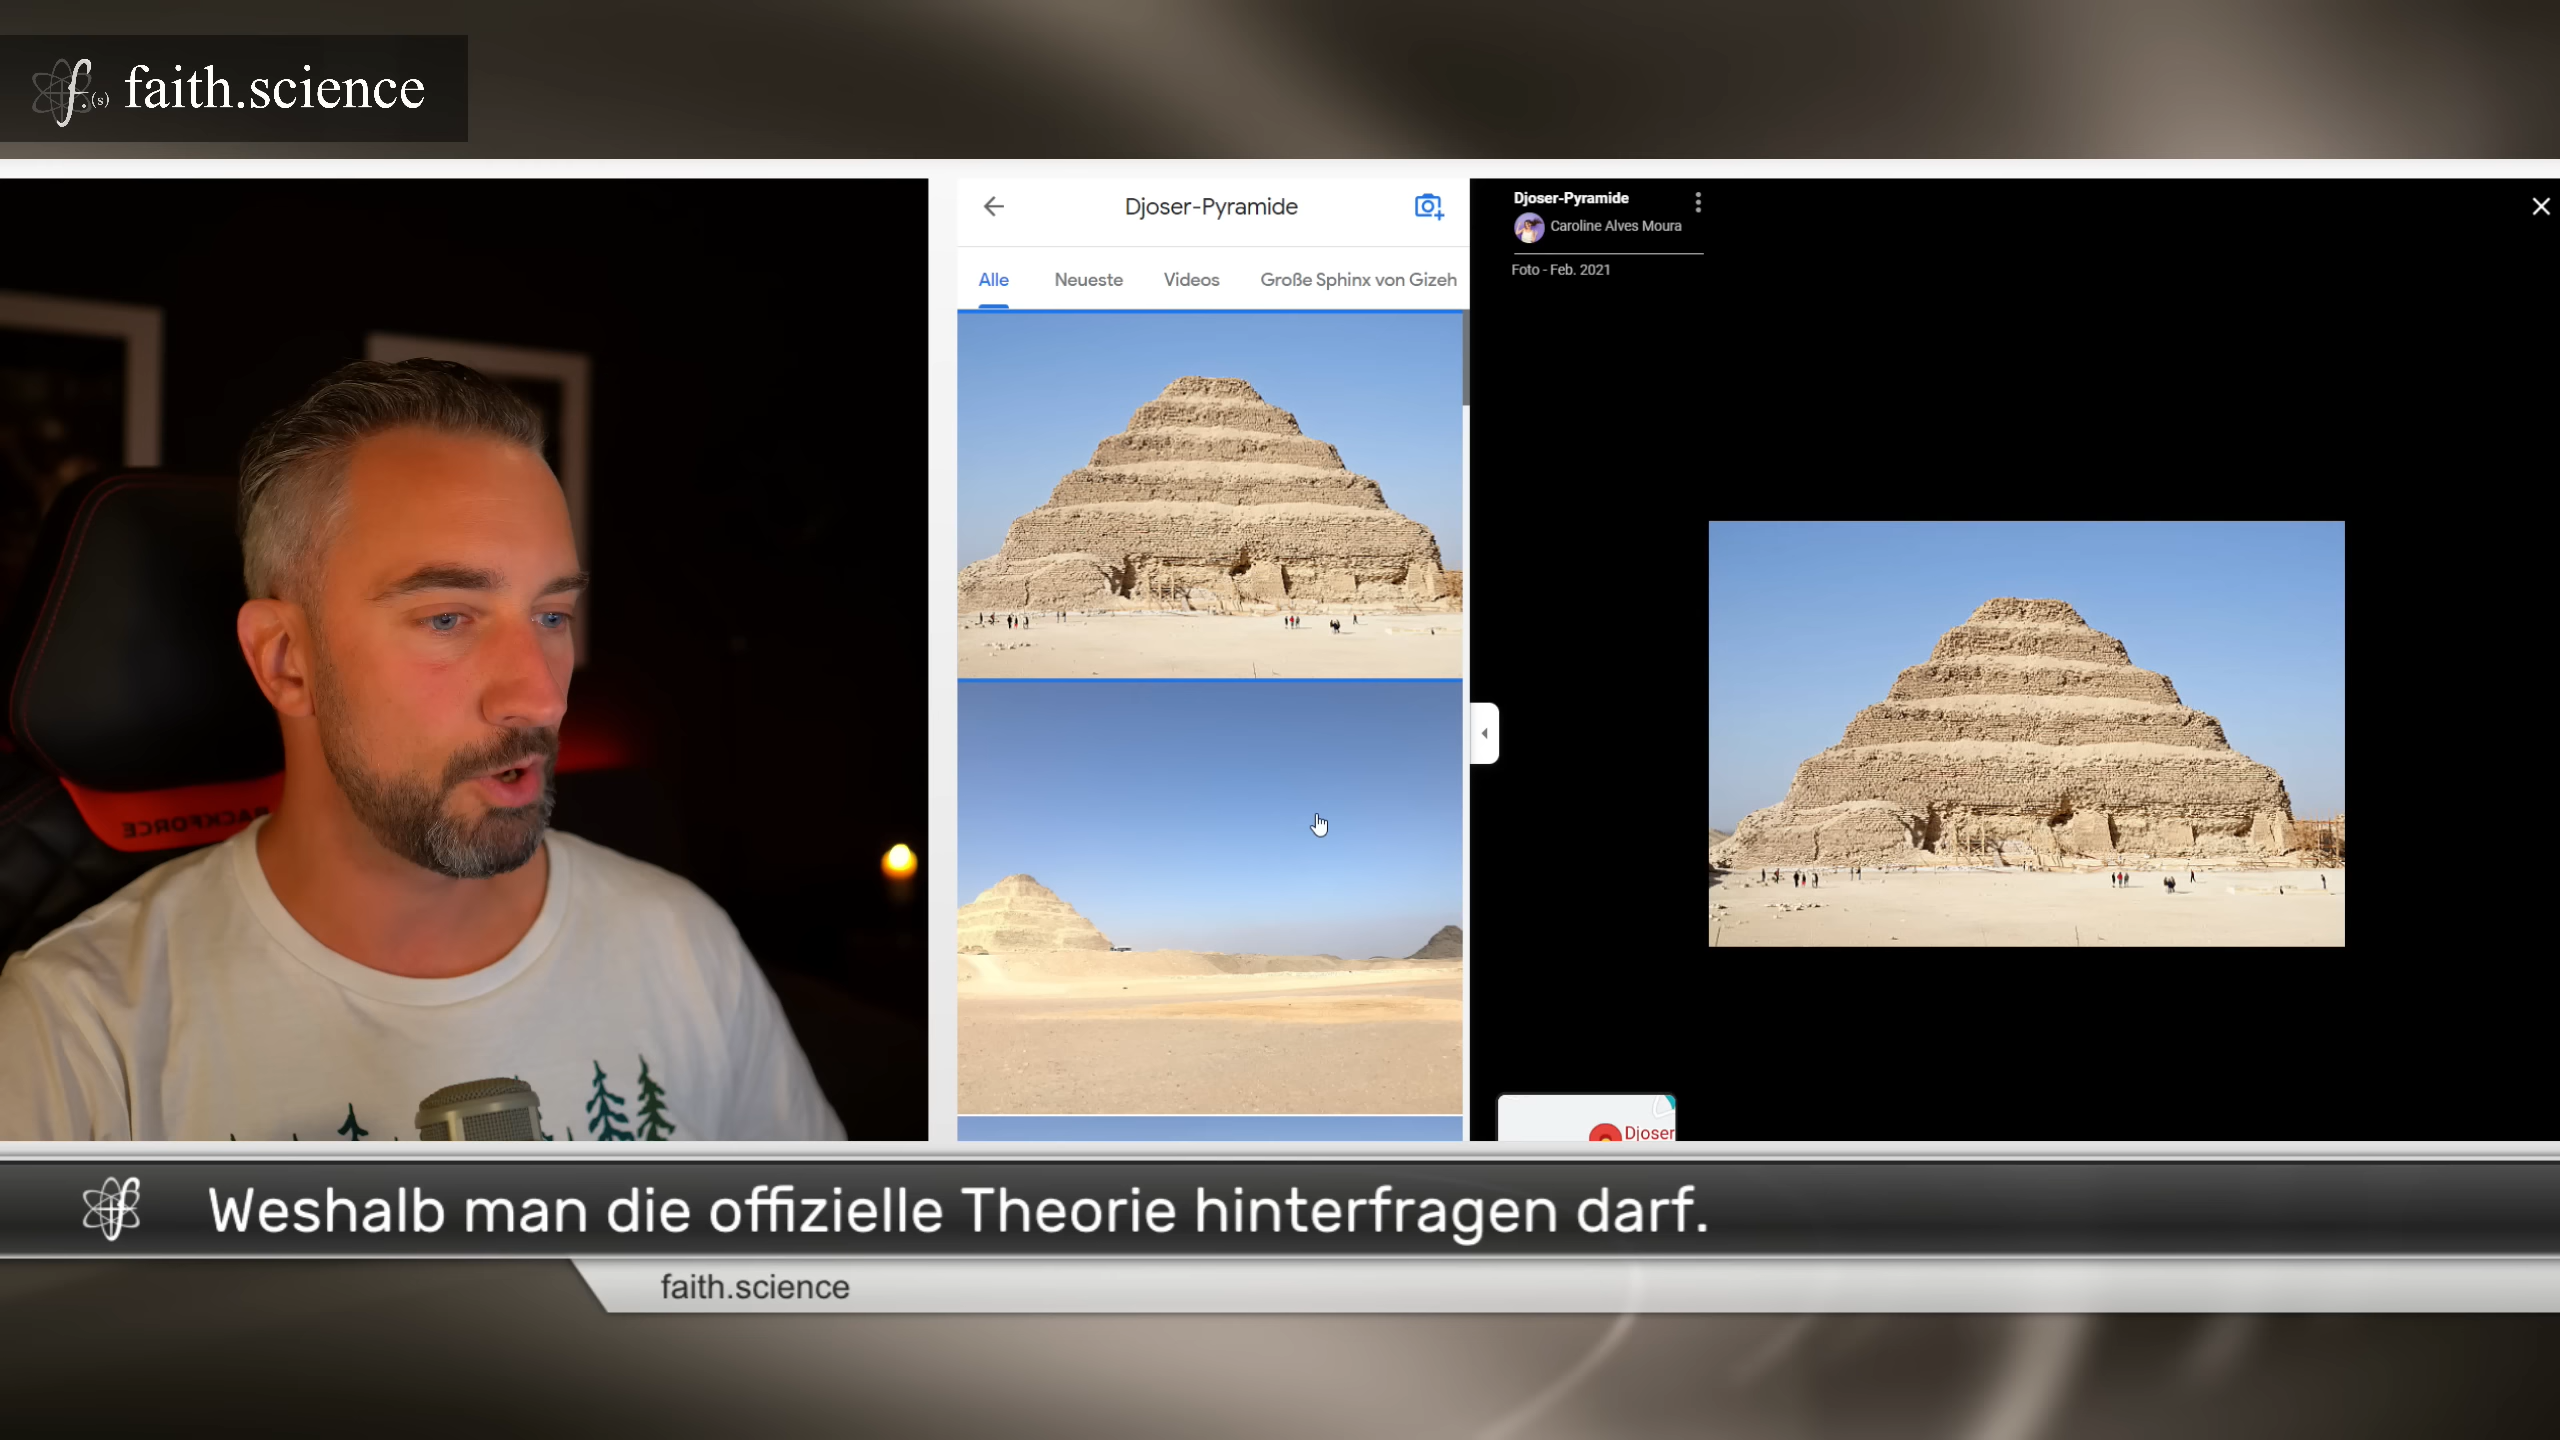 f.(s) faith.science
Djoser-Pyramide
Alle Neueste Videos Große Sphinx von Gizeh
Djoser-Pyramide
Caroline Alves Moura
Foto - Feb. 2021
BACKFORCE
Djoser
Weshalb man die offizielle Theorie hinterfragen darf.
faith.science